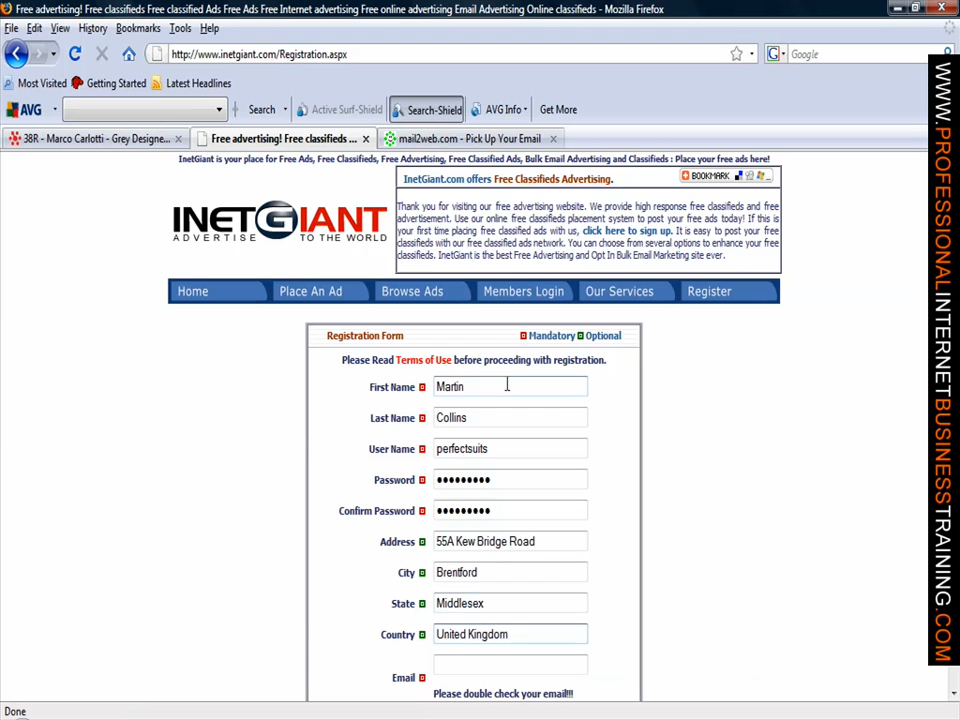 Free advertising! Free classifieds Free classified Ads Free Ads Free Internet advertising Free online advertising Email Advertising Online classifieds - Mozilla Firefox
File Edit View History Bookmarks Tools Help
http://www.inetgiant.com/Registration.aspx
Google
Most Visited Getting Started Latest Headlines
AVG Search Active Surf-Shield Search-Shield AVG Info Get More
38R - Marco Carlotti - Grey Designe... Free advertising! Free classifieds ... mail2web.com - Pick Up Your Email
InetGiant is your place for Free Ads, Free Classifieds, Free Advertising, Free Classified Ads, Bulk Email Advertising and Classifieds : Place your free ads here!
INETGIANT
ADVERTISE TO THE WORLD
InetGiant.com offers Free Classifieds Advertising.
BOOKMARK
Thank you for visiting our free advertising website. We provide high response free classifieds and free
advertisement. Use our online free classifieds placement system to post your free ads today! If this is
your first time placing free classified ads with us, click here to sign up. It is easy to post your free
classifieds with our free classified ads network. You can choose from several options to enhance your free
classifieds. InetGiant is the best Free Advertising and Opt In Bulk Email Marketing site ever.
Home Place An Ad Browse Ads Members Login Our Services Register
Registration Form Mandatory Optional
Please Read Terms of Use before proceeding with registration.
First Name Martin
Last Name Collins
User Name perfectsuits
Password •••••••••
Confirm Password •••••••••
Address 55A Kew Bridge Road
City Brentford
State Middlesex
Country United Kingdom
Email
Please double check your email!!!
Done
WWW.PROFESSIONALINTERNETBUSINESSTRAINING.COM